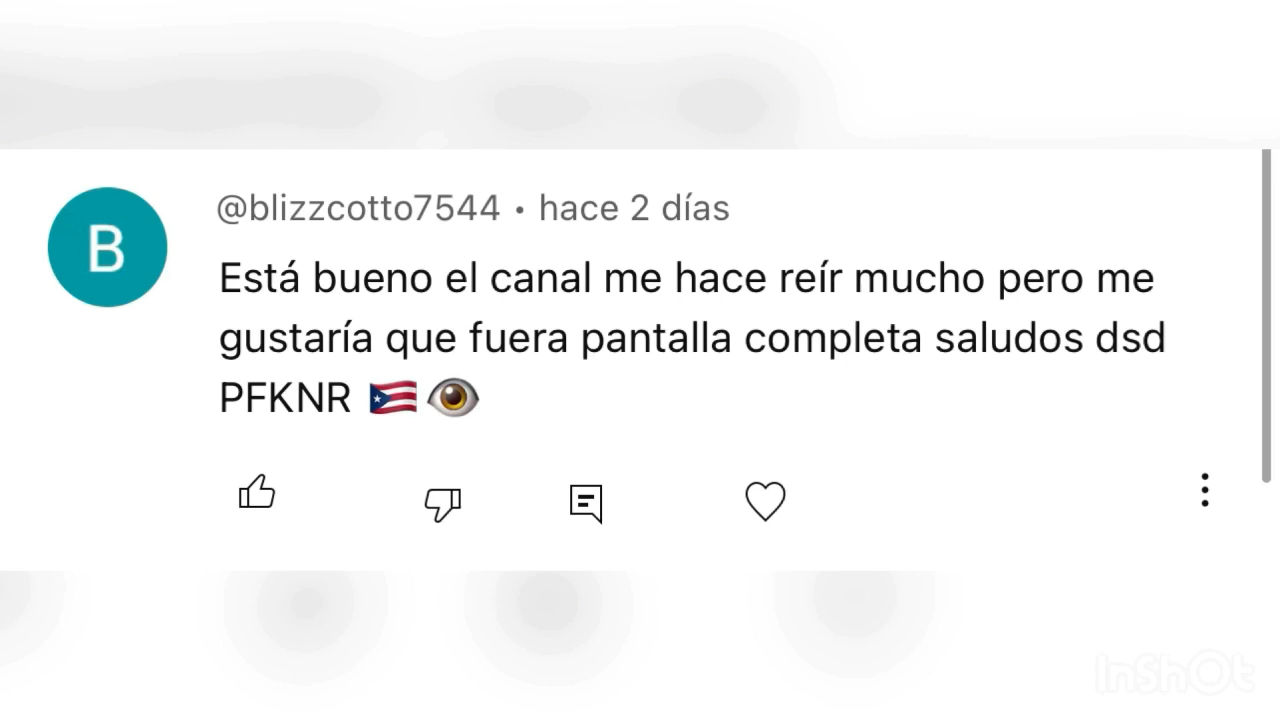 B
@blizzcotto7544 • hace 2 días
Está bueno el canal me hace reír mucho pero me
gustaría que fuera pantalla completa saludos dsd
PFKNR 🇵🇷👁️
InShOt